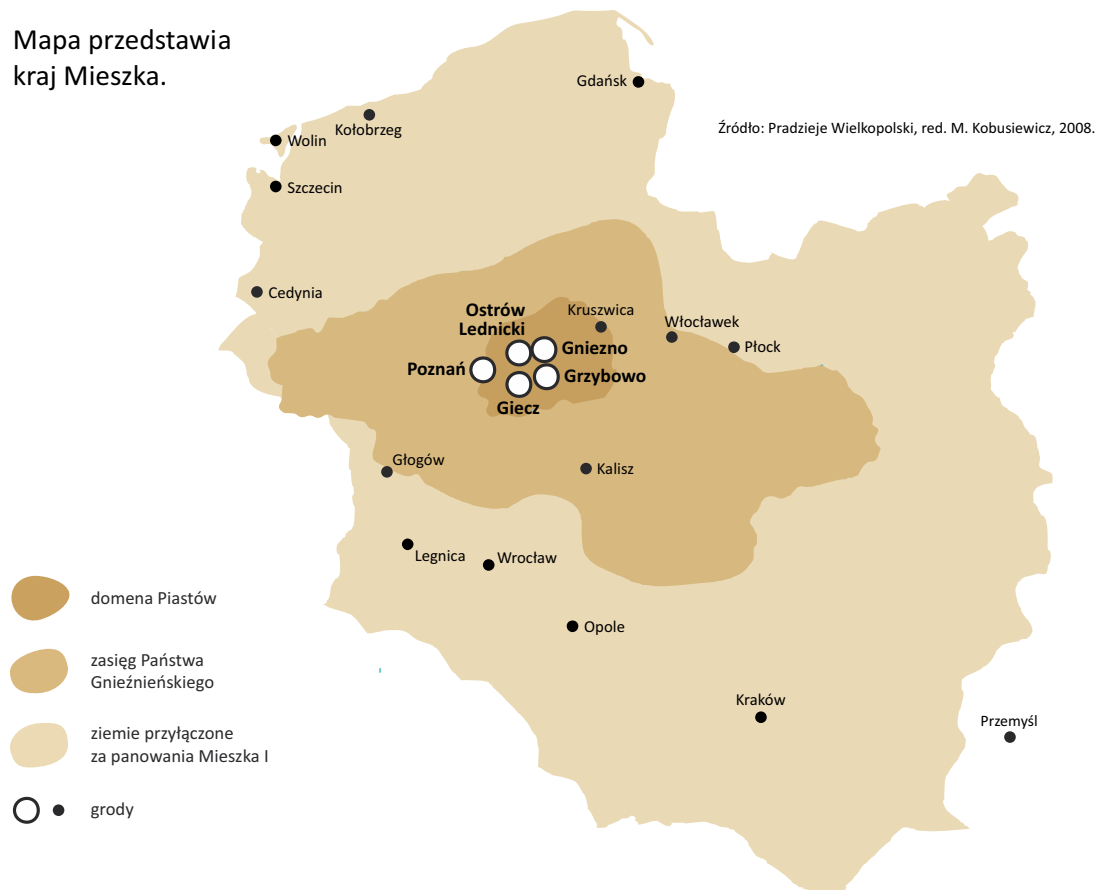 Mapa przedstawia
kraj Mieszka.
Gdańsk
Źródło: Pradzieje Wielkopolski, red. M. Kobusiewicz, 2008.
Kołobrzeg
Wolin
Szczecin
Cedynia
Ostrów
Lednicki
Kruszwica
Włocławek
Płock
Gniezno
Poznań
Grzybowo
Giecz
Głogów
Kalisz
Legnica
Wrocław
domena Piastów
Opole
zasięg Państwa
Gnieźnieńskiego
Kraków
Przemyśl
ziemie przyłączone
za panowania Mieszka I
grody